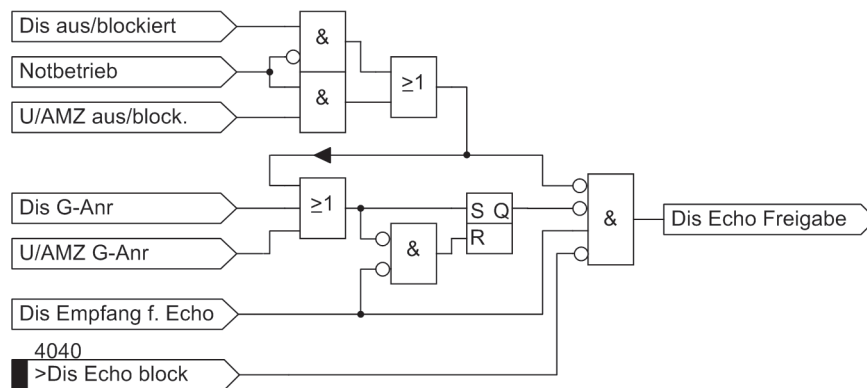 Dis aus/blockiert
&
Notbetrieb
≥1
&
U/AMZ aus/block.
Dis G-Anr
≥1
S Q
&
Dis Echo Freigabe
R
&
U/AMZ G-Anr
Dis Empfang f. Echo
4040
>Dis Echo block